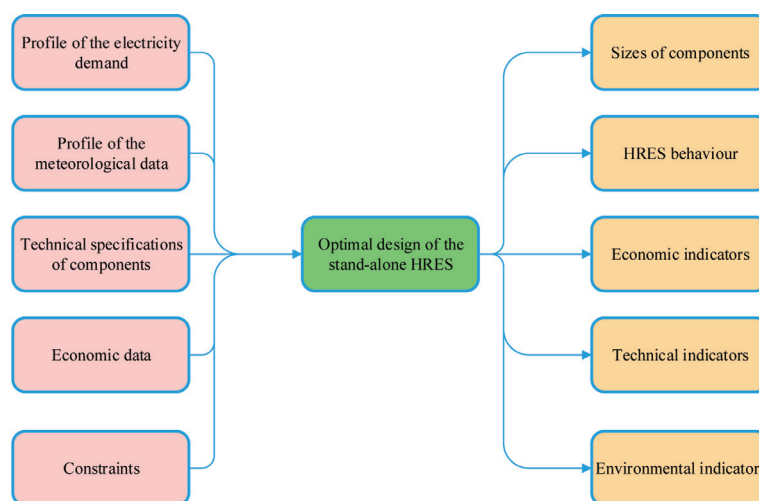 Profile of the electricity
demand
Profile of the
meteorological data
Technical specifications
of components
Economic data
Constraints
Optimal design of the
stand-alone HRES
Sizes of components
HRES behaviour
Economic indicators
Technical indicators
Environmental indicator